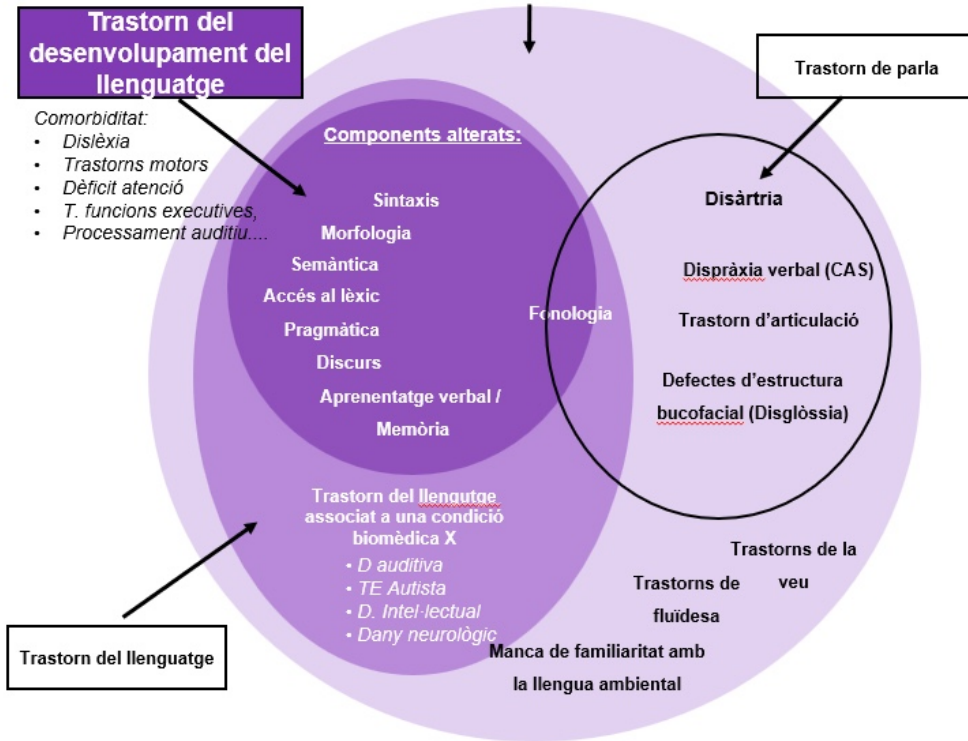 Trastorn del
desenvolupament del
llenguatge
Comorbiditat:
• Dislèxia
• Trastorns motors
• Dèficit atenció
• T. funcions executives,
• Processament auditiu....
Components alterats:
Sintaxis
Morfologia
Semàntica
Accés al lèxic
Pragmàtica
Discurs
Aprenentatge verbal /
Memòria
Fonologia
Trastorn de parla
Disàrtria
Dispràxia verbal (CAS)
Trastorn d’articulació
Defectes d’estructura
bucofacial (Disglòssia)
Trastorn del llengutge
associat a una condició
biomèdica X
• D auditiva
• TE Autista
• D. Intel·lectual
• Dany neurològic
Trastorn del llenguatge
Trastorns de la
veu
Trastorns de
fluïdesa
Manca de familiaritat amb
la llengua ambiental